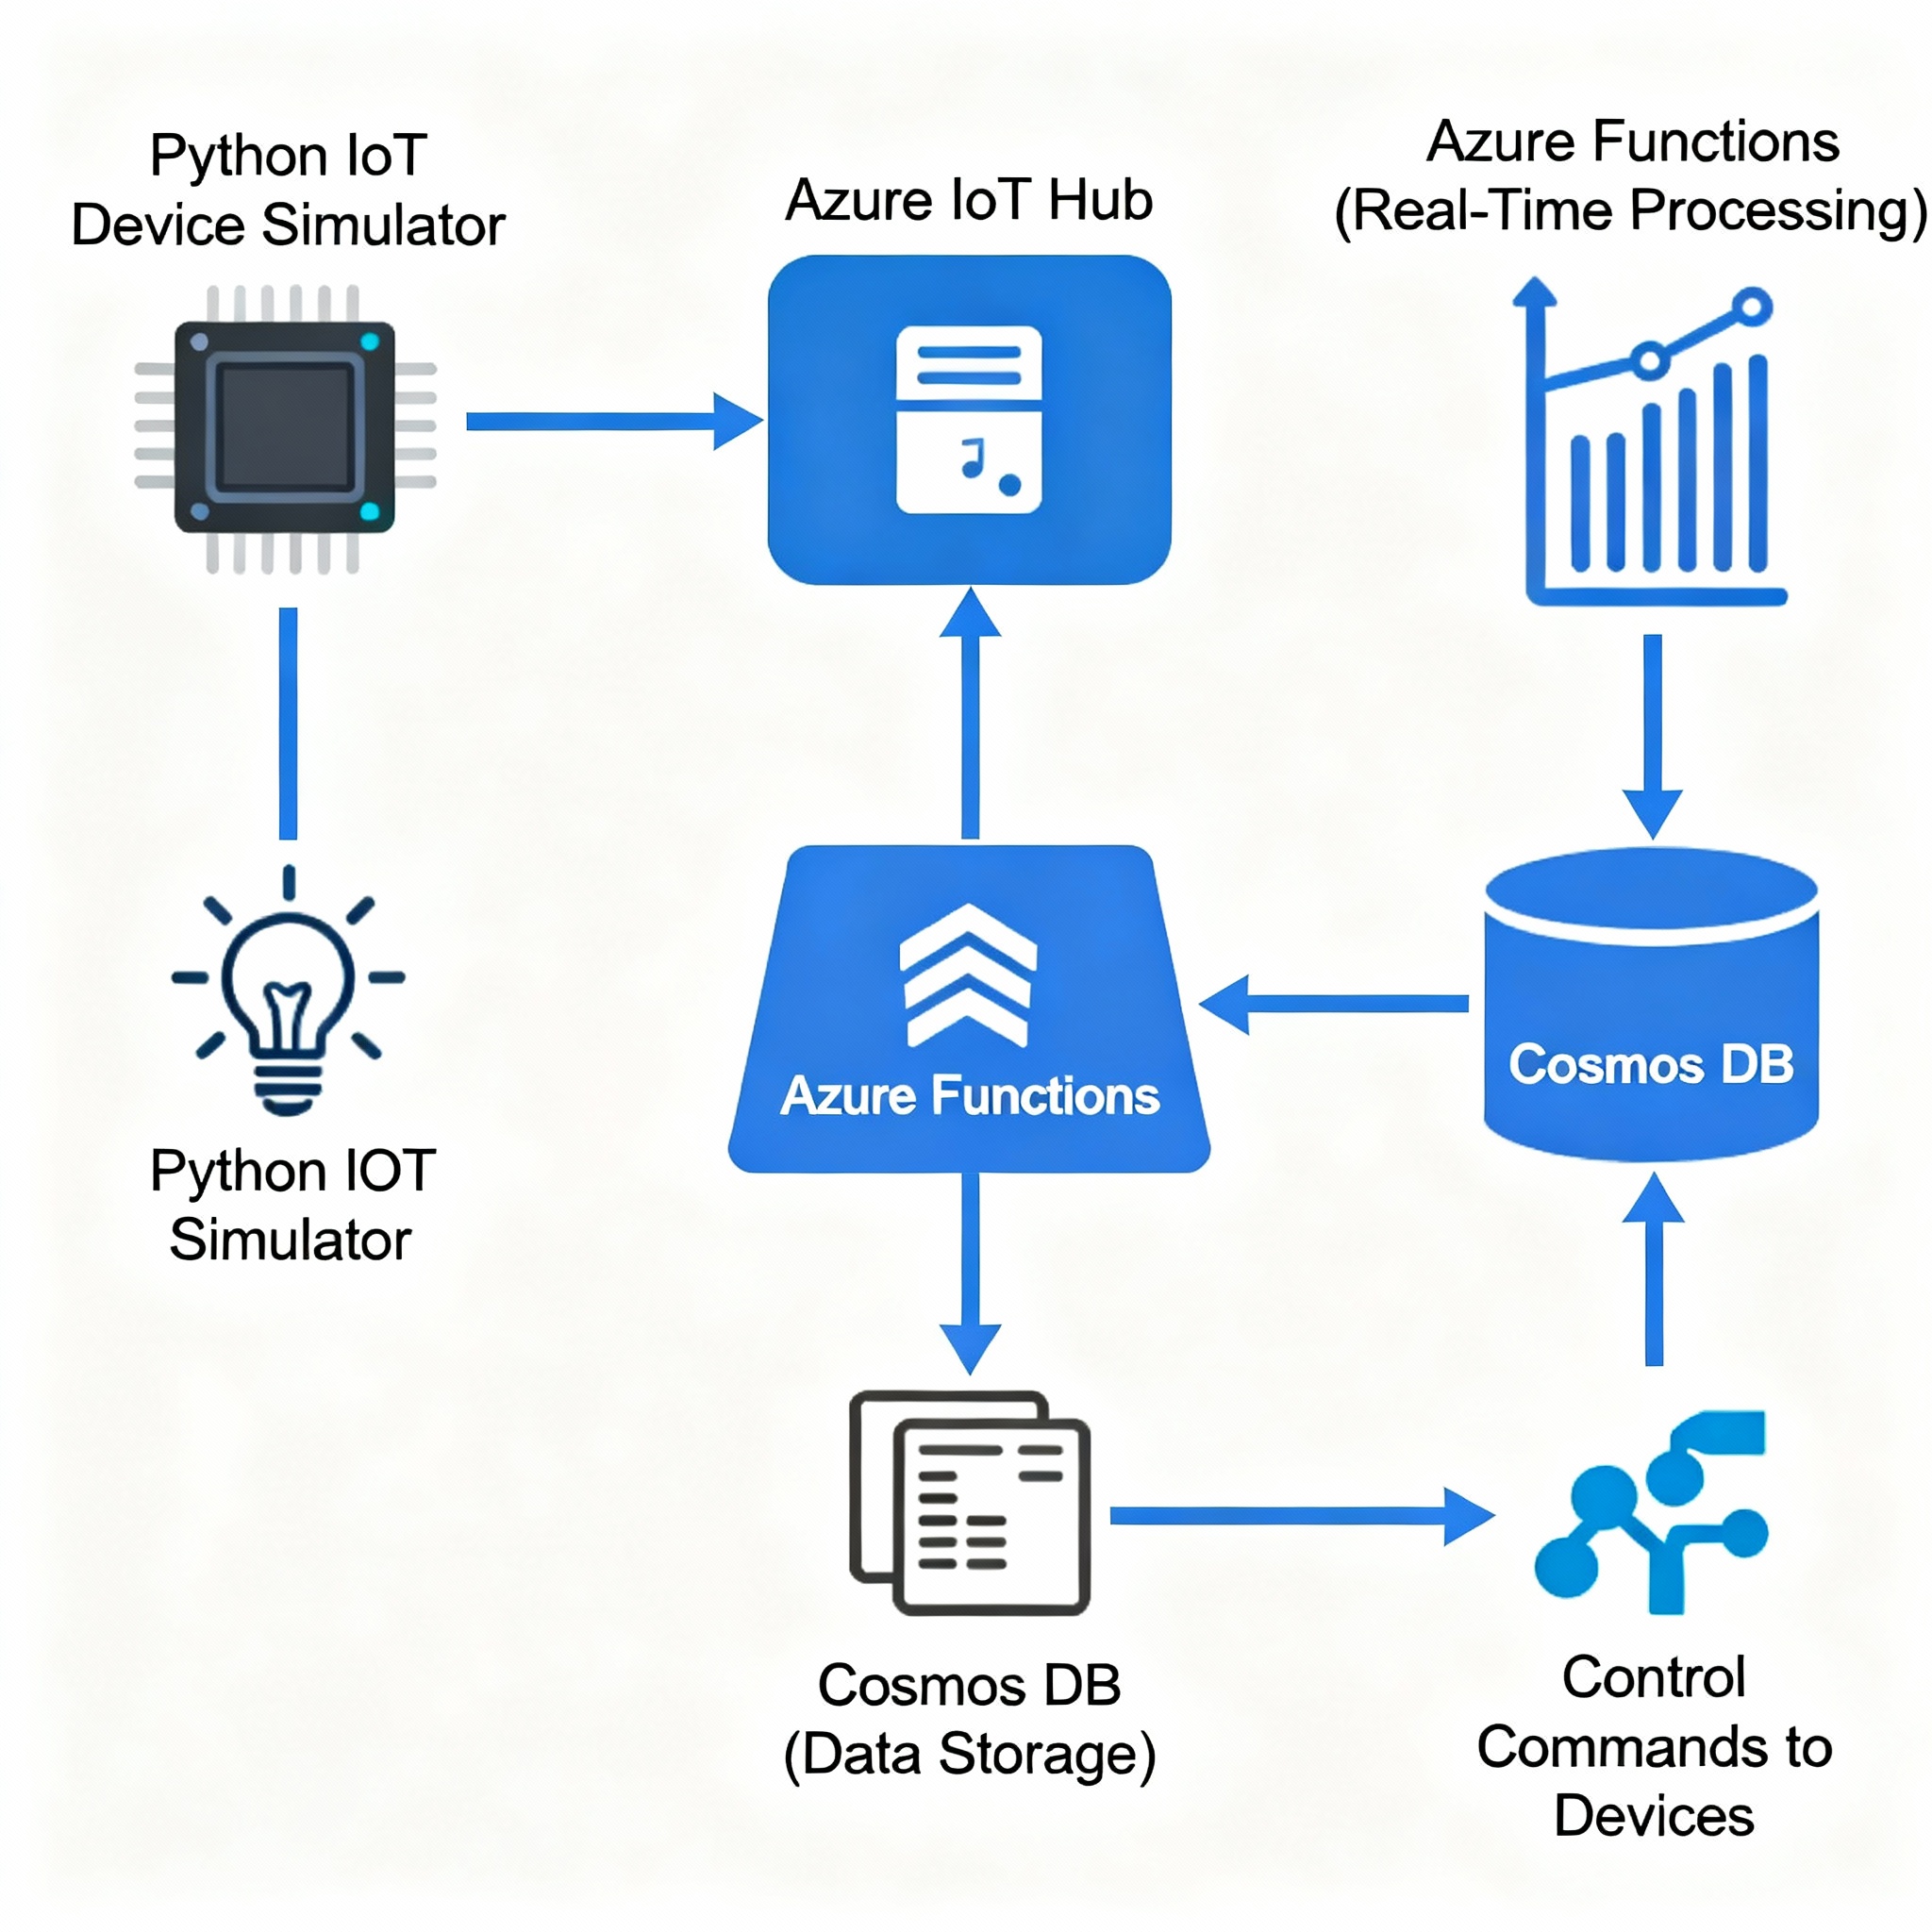 Python IoT
Device Simulator
Azure IoT Hub
Azure Functions
(Real-Time Processing)
Azure Functions
Cosmos DB
Python IOT
Simulator
Cosmos DB
(Data Storage)
Control
Commands to
Devices